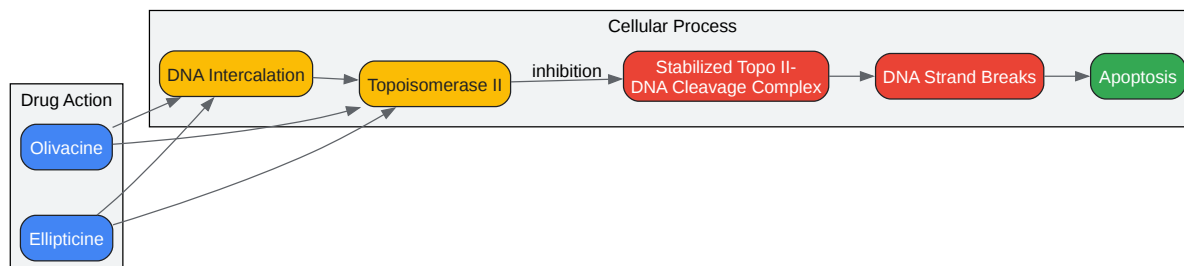 Cellular Process
DNA Intercalation
Topoisomerase II
inhibition
Stabilized Topo II-
DNA Cleavage Complex
DNA Strand Breaks
Apoptosis
Drug Action
Olivacine
Ellipticine